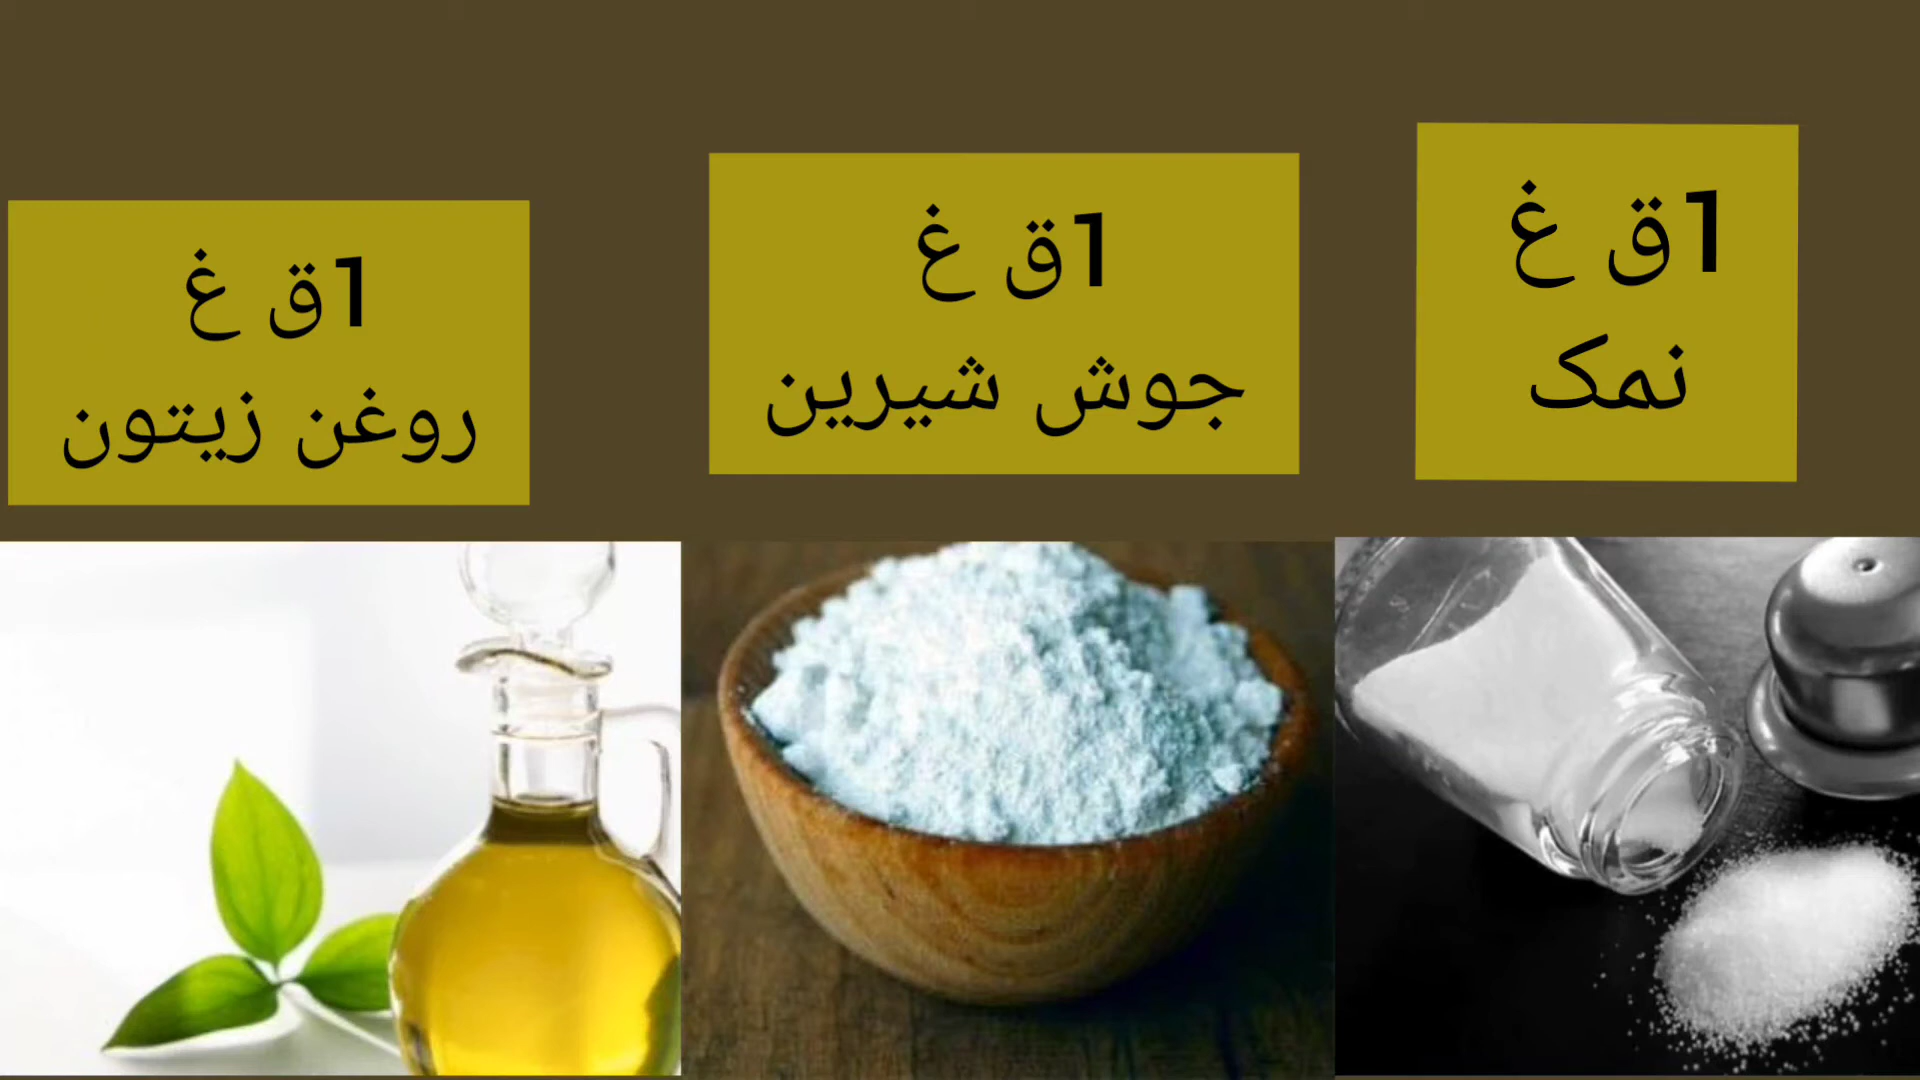 1ق غ
نمک
1ق غ
جوش شیرین
1ق غ
روغن زیتون